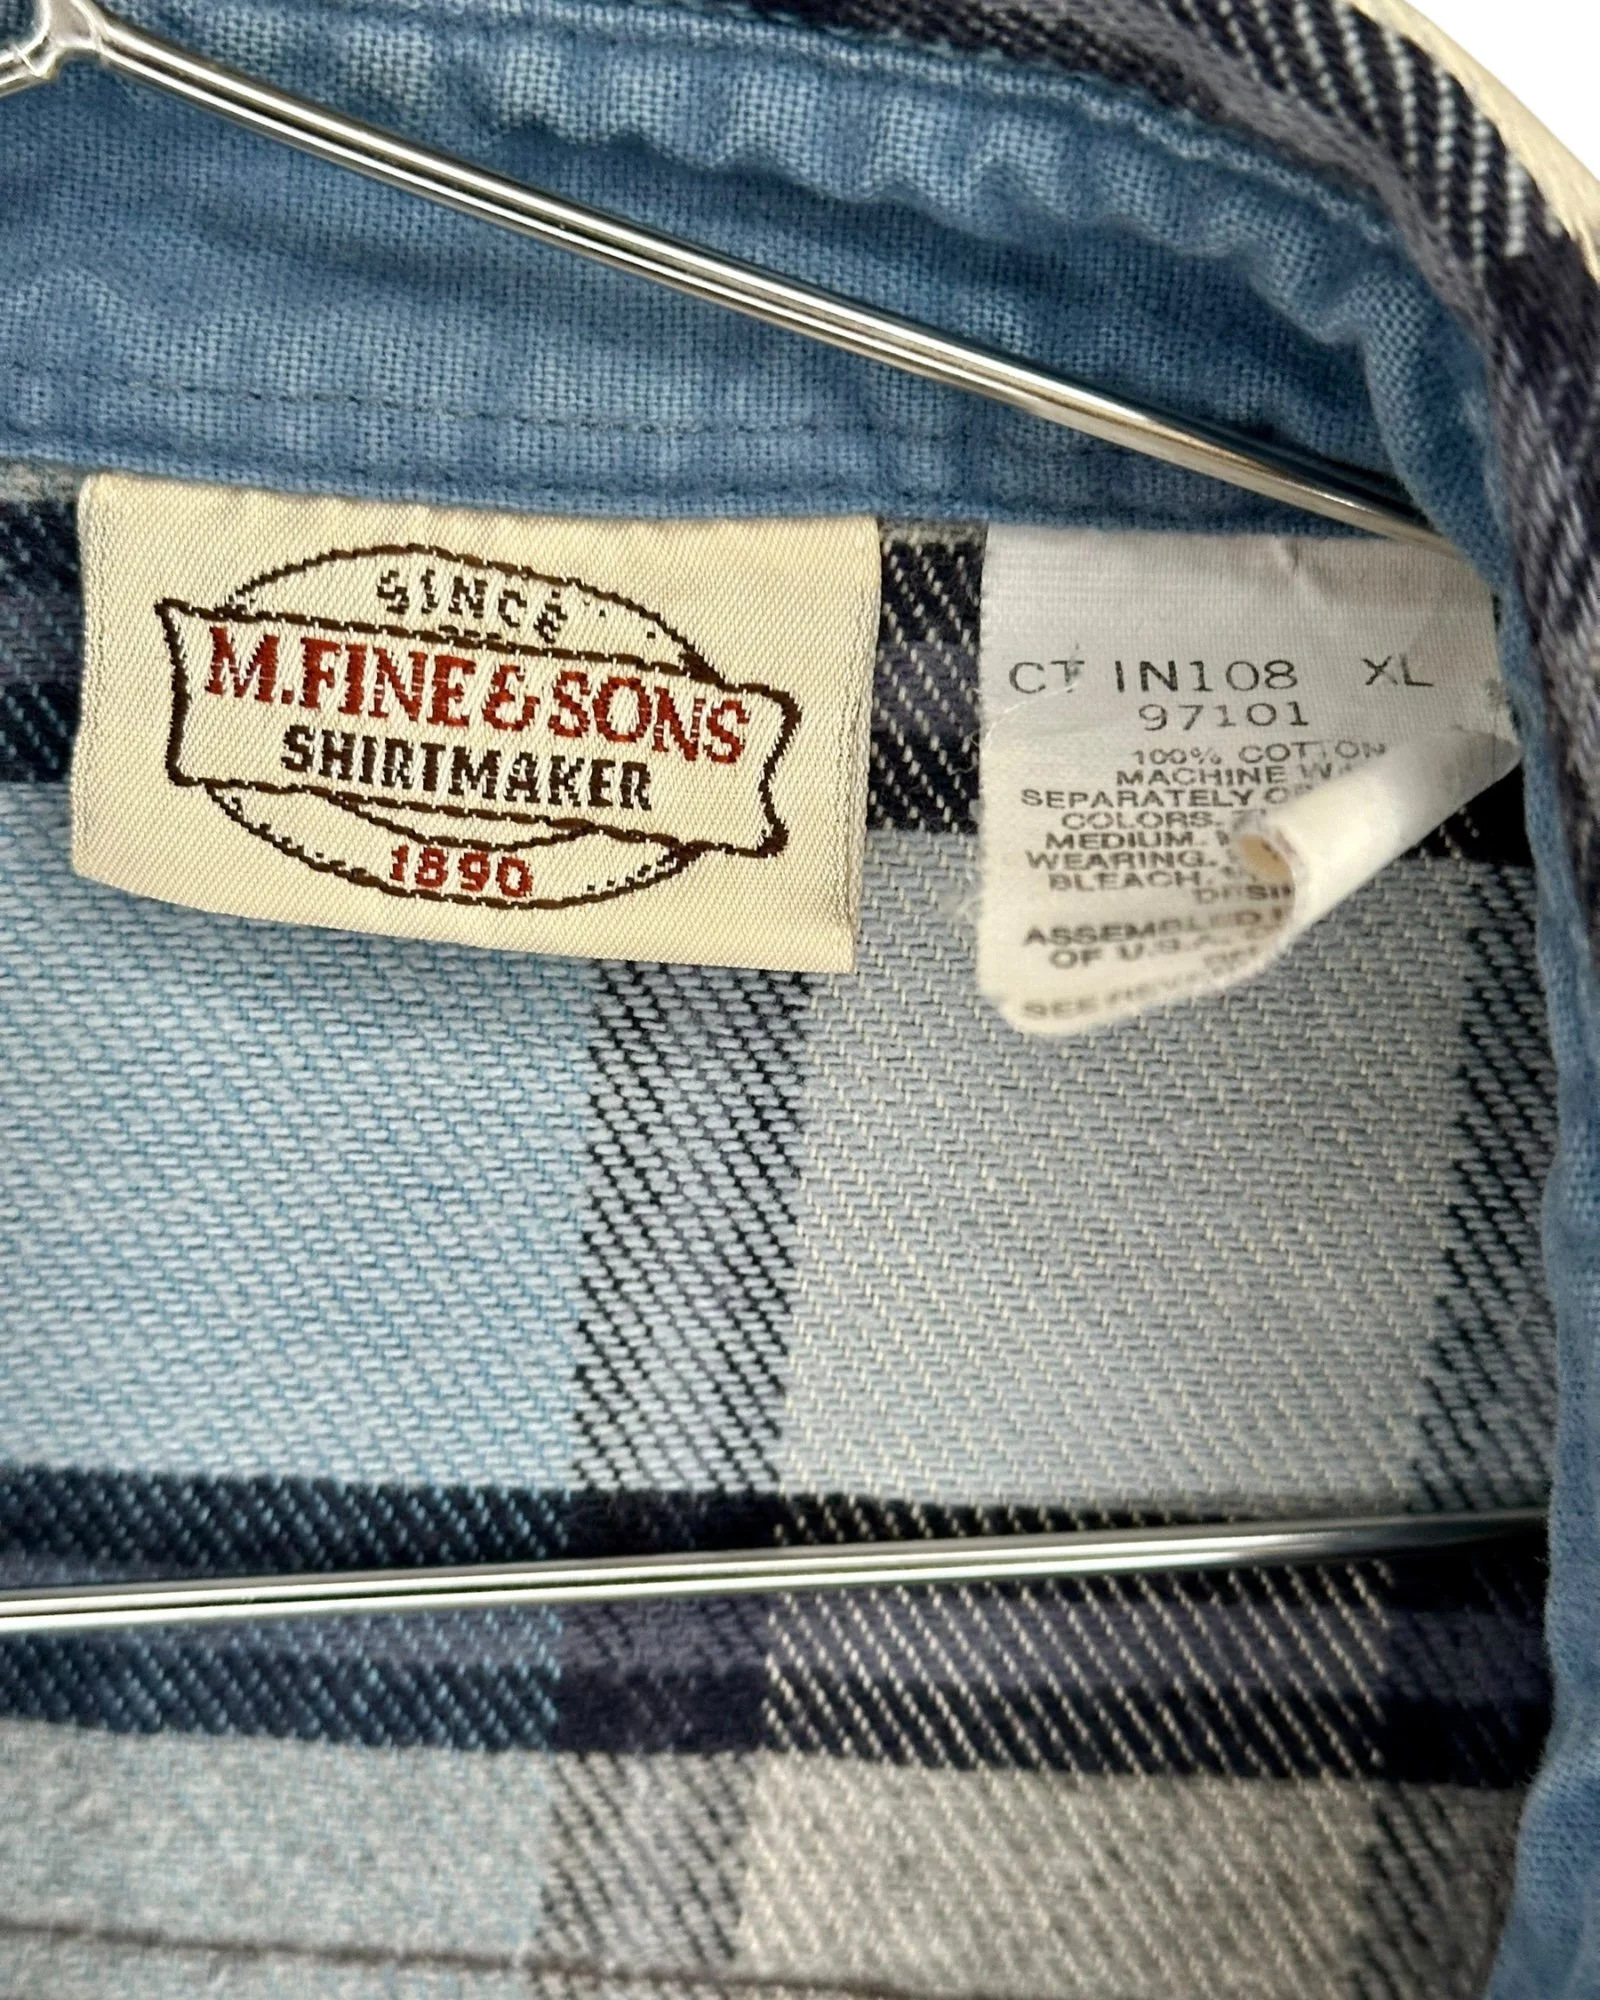 SINCE
M.FINE & SONS
SHIRTMAKER
1890
CT IN108 XL
97101
100% COTTON
MACHINE
SEPARATELY
COLORS.
MEDIUM.
WEARING.
BLEACH.
ASSEMBLED
OF U.S.A.
SEE